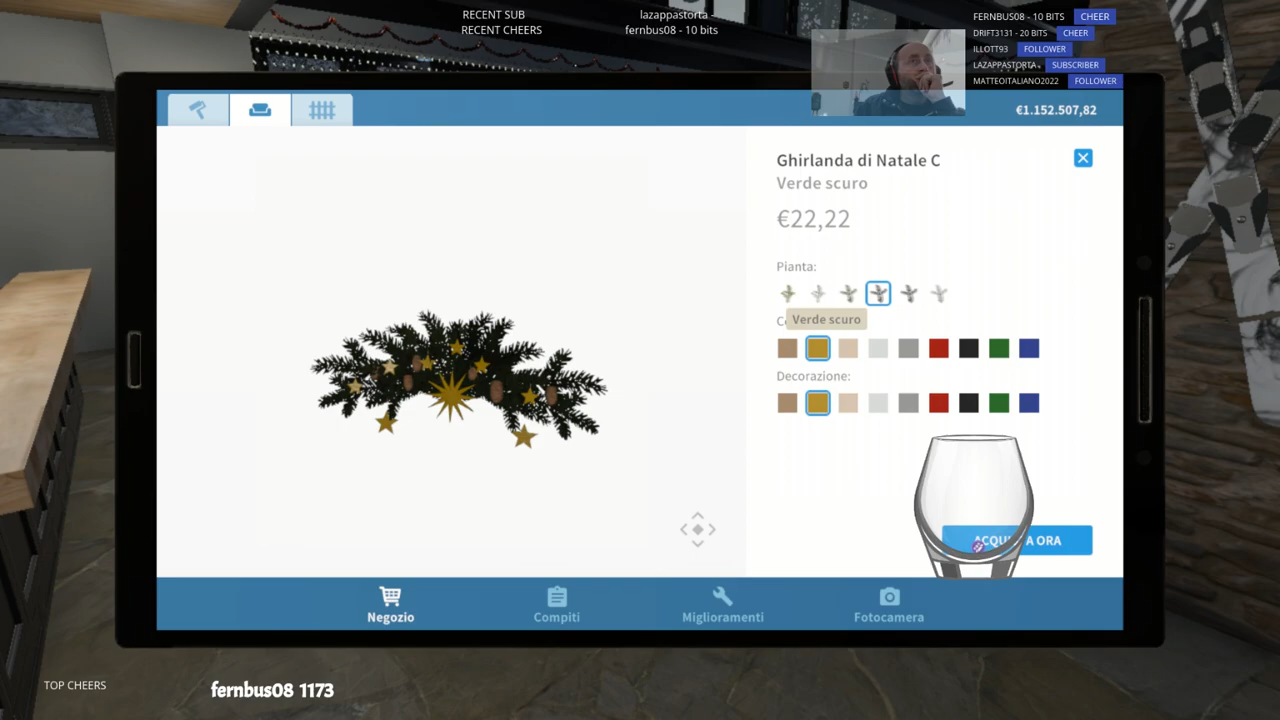 RECENT SUB
lazappastorta -
RECENT CHEERS
fernbus08 - 10 bits
FERNBUS08 - 10 BITS CHEER
DRIFT3131 - 20 BITS CHEER
ILLOTT93 FOLLOWER
LAZAPPASTORTA SUBSCRIBER
MATTEOITALIANO2022 FOLLOWER
€1.152.507,82
Ghirlanda di Natale C
Verde scuro
€22,22
Pianta:
Verde scuro
Decorazione:
ORA
Negozio
Compiti
Miglioramenti
Fotocamera
TOP CHEERS
fernbus08 1173